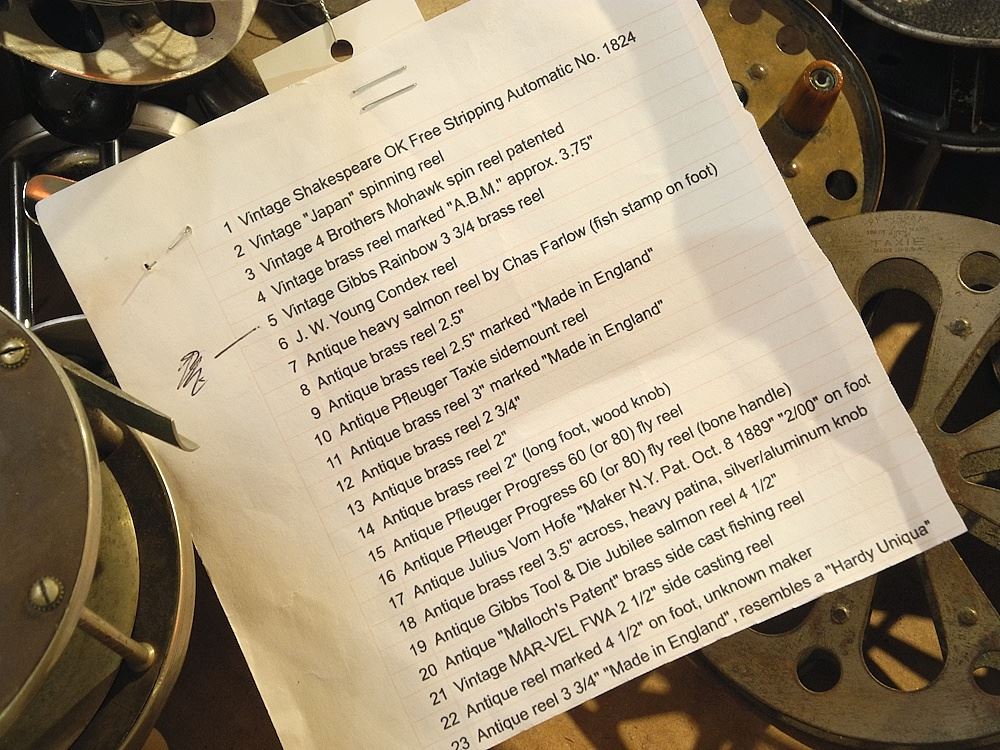 1 Vintage Shakespeare OK Free Stripping Automatic No. 1824
2 Vintage "Japan" spinning reel
3 Vintage 4 Brothers Mohawk spin reel patented
4 Vintage brass reel marked "A.B.M." approx. 3.75"
5 Vintage Gibbs Rainbow 3 3/4 brass reel
6 J. W. Young Condex reel
7 Antique heavy salmon reel by Chas Farlow (fish stamp on foot)
8 Antique brass reel 2.5"
9 Antique brass reel 2.5" marked "Made in England"
10 Antique Pfleuger Taxie sidemount reel
11 Antique brass reel 3" marked "Made in England"
12 Antique brass reel 2 3/4"
13 Antique brass reel 2"
14 Antique brass reel 2" (long foot, wood knob)
15 Antique Pfleuger Progress 60 (or 80) fly reel
16 Antique Pfleuger Progress 60 (or 80) fly reel (bone handle)
17 Antique Julius Vom Hofe "Maker N.Y. Pat. Oct. 8 1889" "2/00" on foot
18 Antique brass reel 3.5" across, heavy patina, silver/aluminum knob
19 Antique Gibbs Tool & Die Jubilee salmon reel 4 1/2"
20 Antique "Malloch's Patent" brass side cast fishing reel
21 Vintage MAR-VEL FWA 2 1/2" side casting reel
22 Antique reel marked 4 1/2" on foot, unknown maker
23 Antique reel 3 3/4" "Made in England", resembles a "Hardy Uniqua"
TAXIE